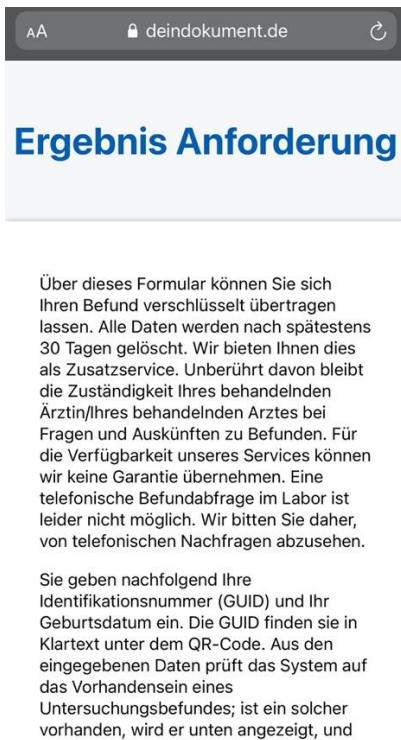 AA deindokument.de
Ergebnis Anforderung
Über dieses Formular können Sie sich
Ihren Befund verschlüsselt übertragen
lassen. Alle Daten werden nach spätestens
30 Tagen gelöscht. Wir bieten Ihnen dies
als Zusatzservice. Unberührt davon bleibt
die Zuständigkeit Ihres behandelnden
Ärztin/Ihres behandelnden Arztes bei
Fragen und Auskünften zu Befunden. Für
die Verfügbarkeit unseres Services können
wir keine Garantie übernehmen. Eine
telefonische Befundabfrage im Labor ist
leider nicht möglich. Wir bitten Sie daher,
von telefonischen Nachfragen abzusehen.
Sie geben nachfolgend Ihre
Identifikationsnummer (GUID) und Ihr
Geburtsdatum ein. Die GUID finden sie in
Klartext unter dem QR-Code. Aus den
eingegebenen Daten prüft das System auf
das Vorhandensein eines
Untersuchungsbefundes; ist ein solcher
vorhanden, wird er unten angezeigt, und